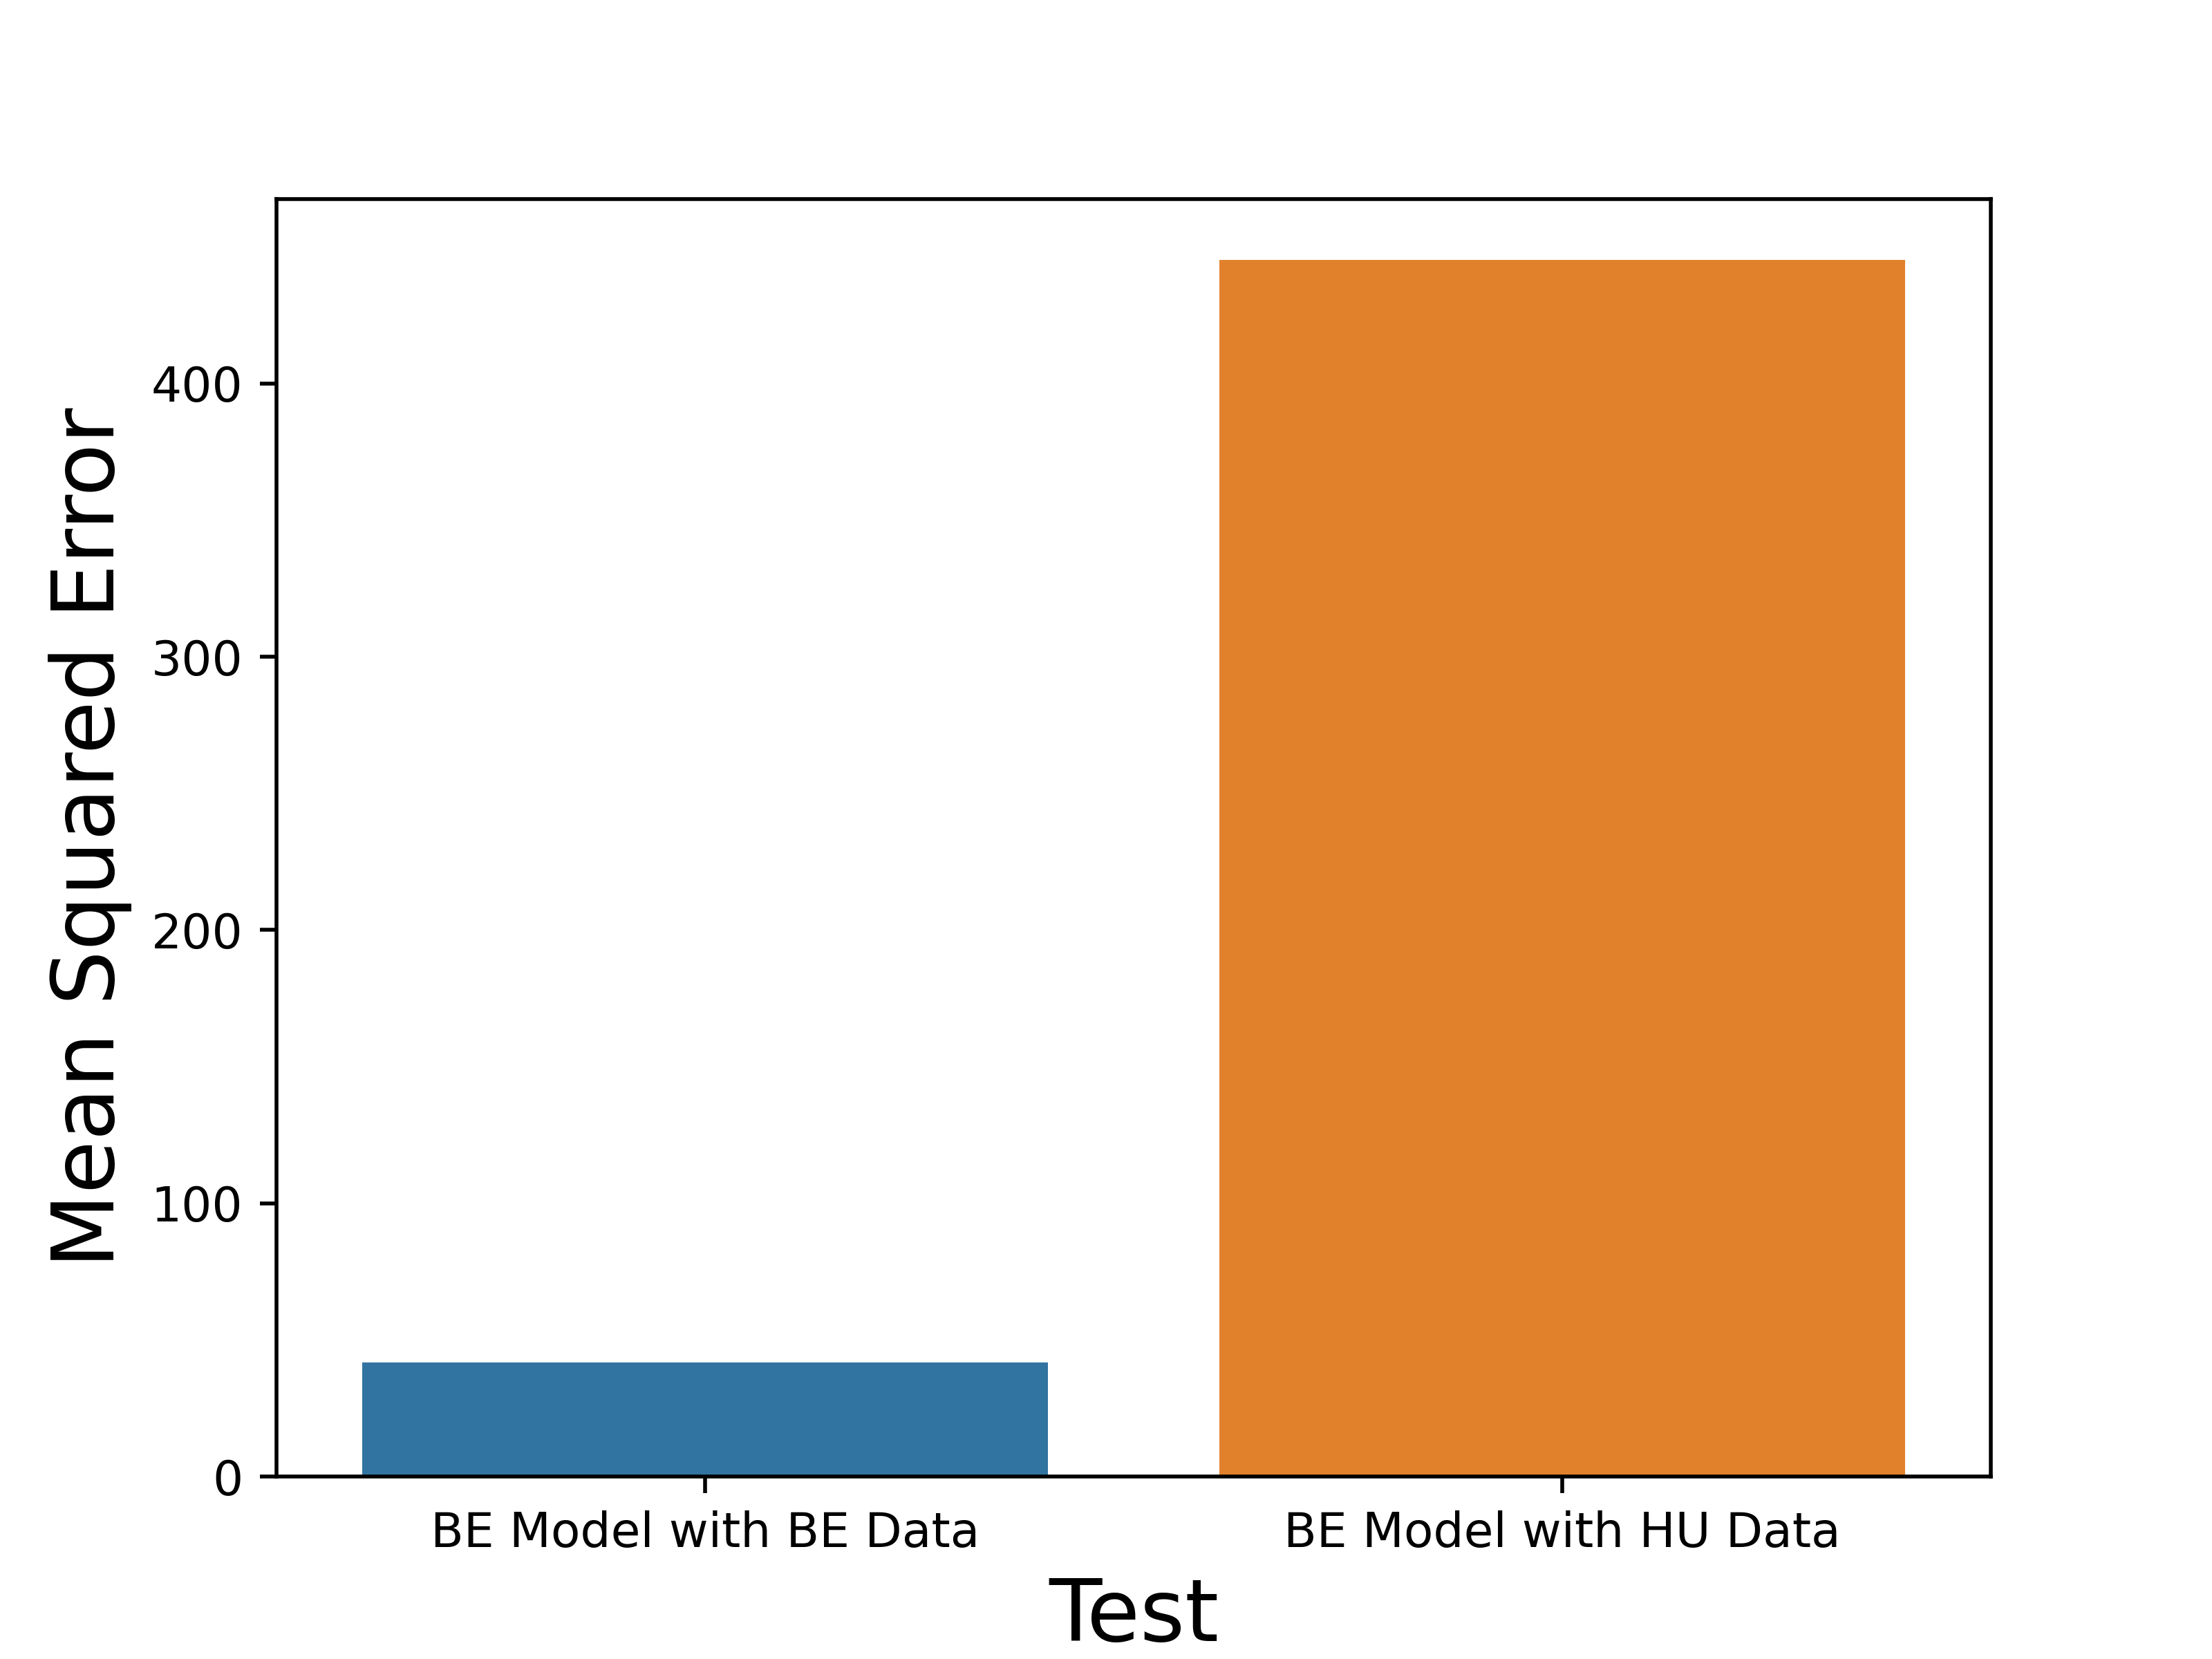 Mean Squared Error
400
300
200
100
0
BE Model with BE Data
BE Model with HU Data
Test